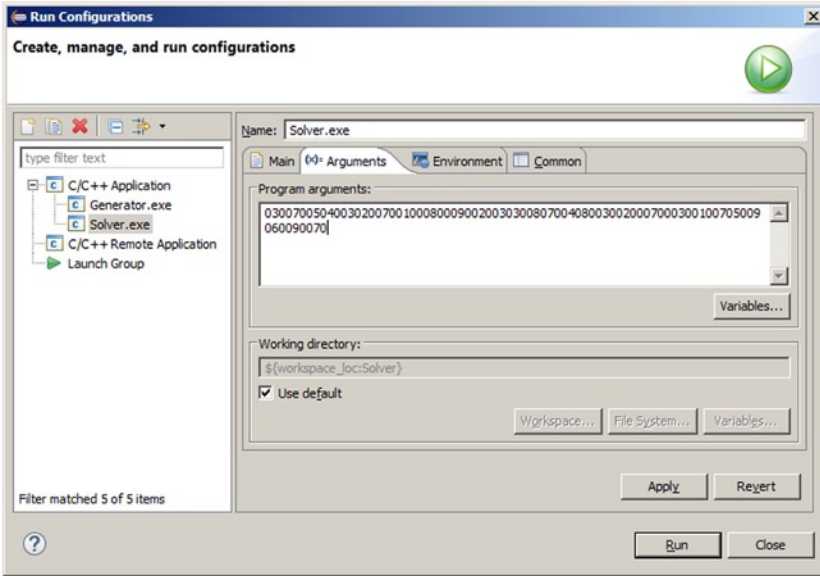 Run Configurations
Create, manage, and run configurations
Name: Solver.exe
type filter text
Main (x)= Arguments Environment Common
C/C++ Application
Generator.exe
Solver.exe
C/C++ Remote Application
Launch Group
Program arguments:
030070050400302007001000800090020030300807004080030020007000300100705009
060090070
Variables...
Working directory:
${workspace_loc:Solver}
Use default
Workspace... File System... Variables...
Filter matched 5 of 5 items
Apply Revert
Run Close